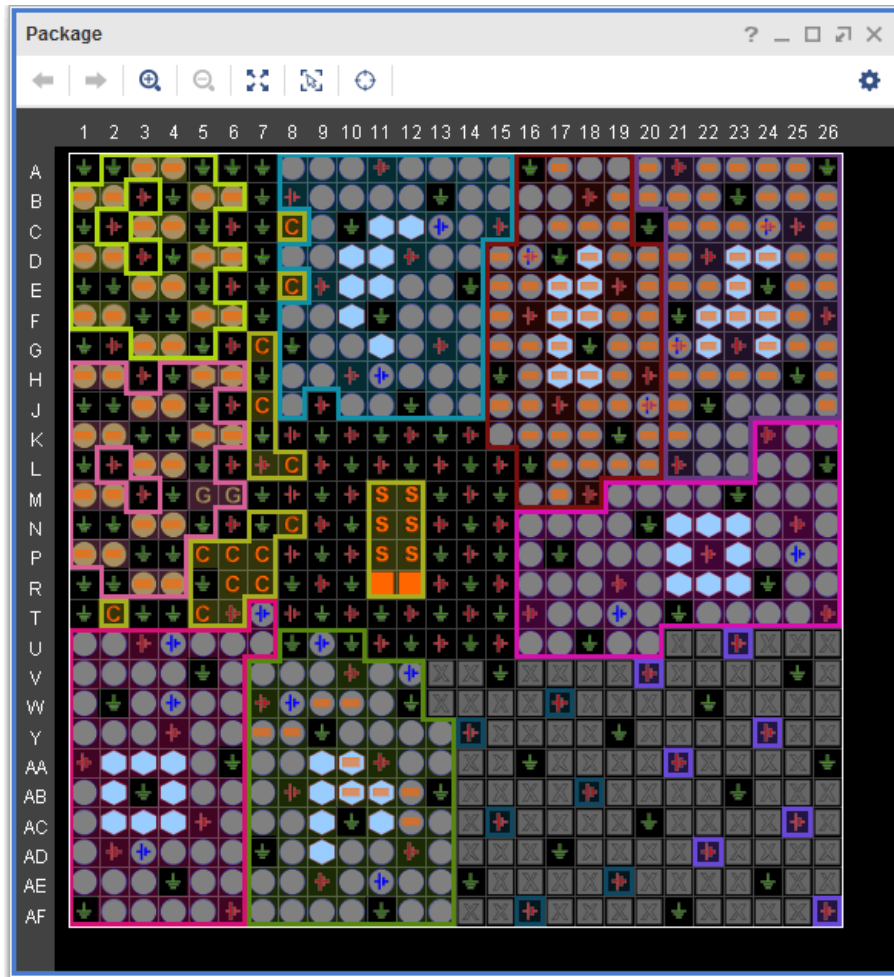 Package ?
1 2 3 4 5 6 7 8 9 10 11 12 13 14 15 16 17 18 19 20 21 22 23 24 25 26
A
B
C C
D
E C
F
G C
H
J C
K
L C
M G G S S
N C S S
P C C C S S
R C C
T C C
U X X X X X
V X X X X X X X X X X X
W X X X X X X X X X X X X
Y X X X X X X X X X X
AA X X X X X X X X X X
AB X X X X X X X X X X X
AC X X X X X X X X X X
AD X X X X X X X X X X X
AE X X X X X X X X X X
AF X X X X X X X X X X